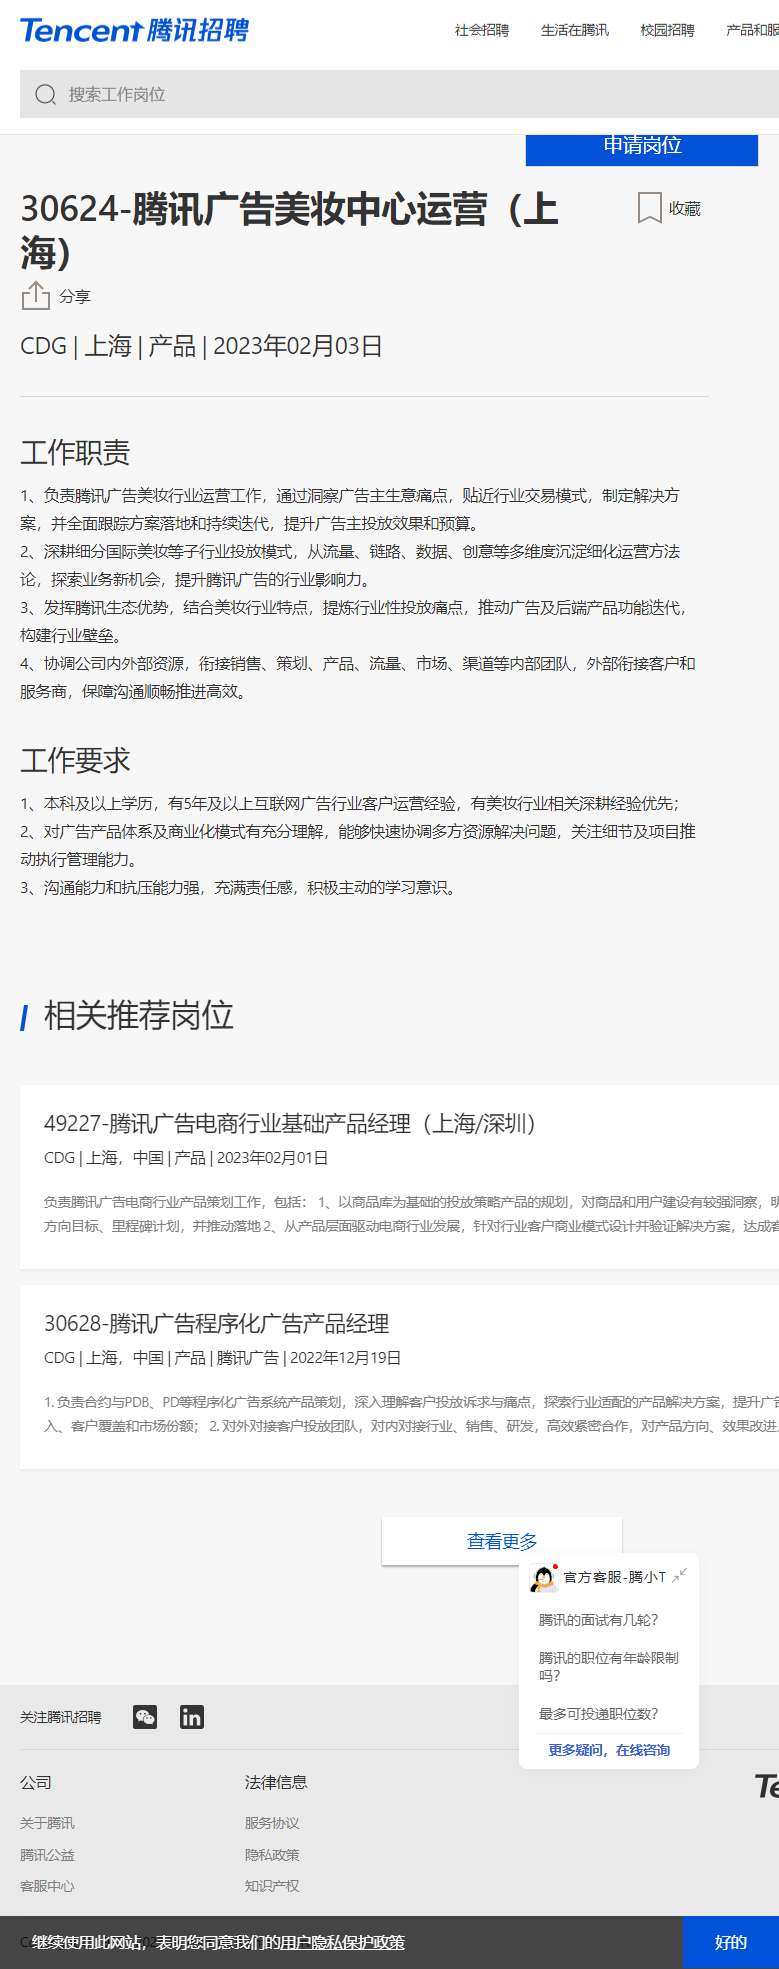 Tencent 腾讯招聘
社会招聘 生活在腾讯 校园招聘 产品和服
搜索工作岗位
申请岗位
30624-腾讯广告美妆中心运营（上
海）
收藏
分享
CDG | 上海 | 产品 | 2023年02月03日
工作职责
1、负责腾讯广告美妆行业运营工作，通过洞察广告主生意痛点，贴近行业交易模式，制定解决方
案，并全面跟踪方案落地和持续迭代，提升广告主投放效果和预算。
2、深耕细分国际美妆等子行业投放模式，从流量、链路、数据、创意等多维度沉淀细化运营方法
论，探索业务新机会，提升腾讯广告的行业影响力。
3、发挥腾讯生态优势，结合美妆行业特点，提炼行业性投放痛点，推动广告及后端产品功能迭代，
构建行业壁垒。
4、协调公司内外部资源，衔接销售、策划、产品、流量、市场、渠道等内部团队，外部衔接客户和
服务商，保障沟通顺畅推进高效。
工作要求
1、本科及以上学历，有5年及以上互联网广告行业客户运营经验，有美妆行业相关深耕经验优先；
2、对广告产品体系及商业化模式有充分理解，能够快速协调多方资源解决问题，关注细节及项目推
动执行管理能力。
3、沟通能力和抗压能力强，充满责任感，积极主动的学习意识。
相关推荐岗位
49227-腾讯广告电商行业基础产品经理（上海/深圳）
CDG | 上海，中国 | 产品 | 2023年02月01日
负责腾讯广告电商行业产品策划工作，包括： 1、以商品库为基础的投放策略产品的规划，对商品和用户建设有较强洞察，明
方向目标、里程碑计划，并推动落地 2、从产品层面驱动电商行业发展，针对行业客户商业模式设计并验证解决方案，达成客
30628-腾讯广告程序化广告产品经理
CDG | 上海，中国 | 产品 | 腾讯广告 | 2022年12月19日
1. 负责合约与PDB、PD等程序化广告系统产品策划，深入理解客户投放诉求与痛点，探索行业适配的产品解决方案，提升广告
入、客户覆盖和市场份额； 2. 对外对接客户投放团队，对内对接行业、销售、研发，高效紧密合作，对产品方向、效果改进、
查看更多
官方客服-腾小T
腾讯的面试有几轮？
腾讯的职位有年龄限制
吗？
最多可投递职位数？
更多疑问，在线咨询
关注腾讯招聘
公司 法律信息
关于腾讯 服务协议
腾讯公益 隐私政策
客服中心 知识产权
Te
继续使用此网站，表明您同意我们的用户隐私保护政策
好的